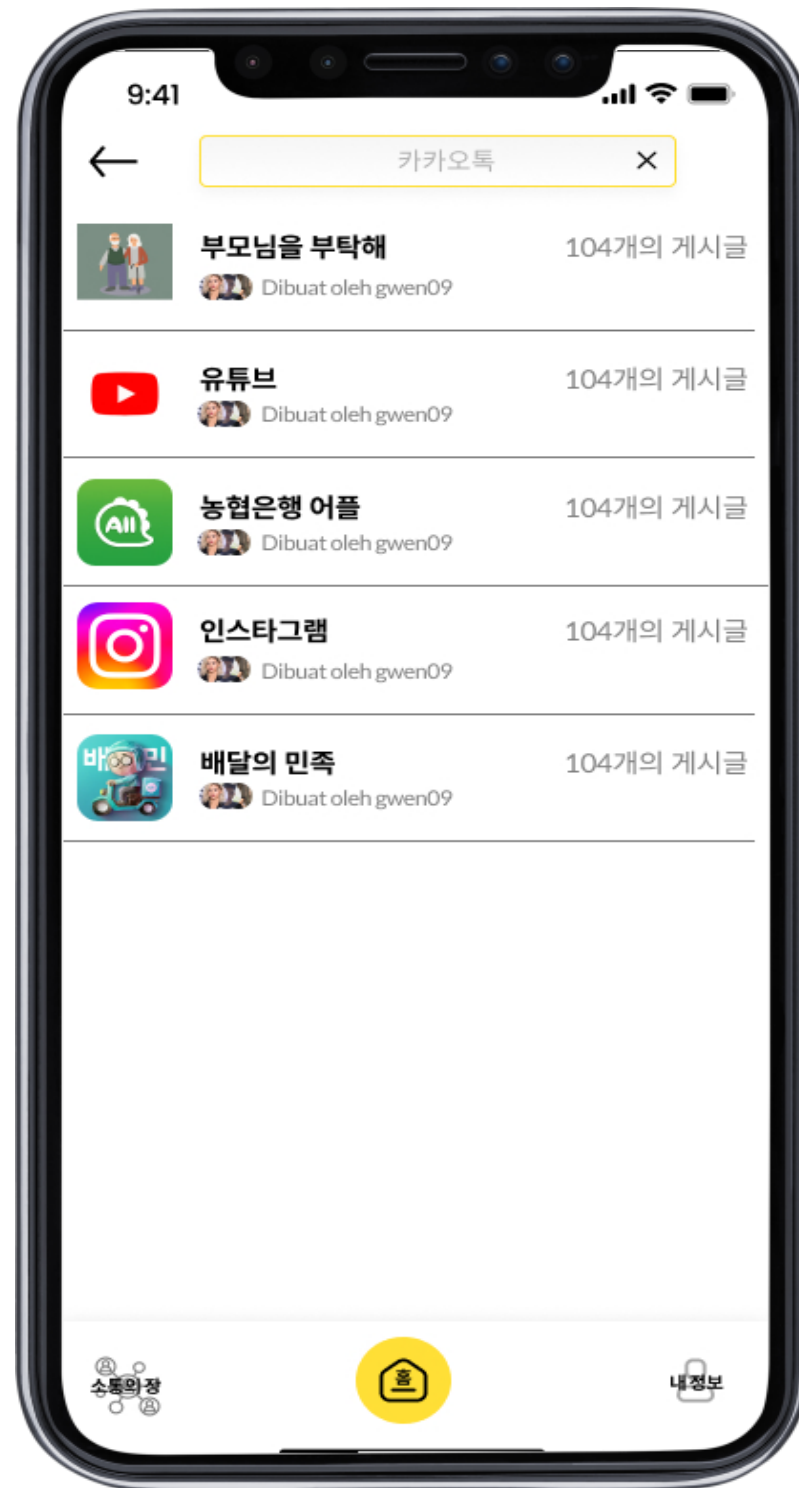 9:41
카카오톡
부모님을 부탁해
104개의 게시글
Dibuat oleh gwen09
유튜브
104개의 게시글
Dibuat oleh gwen09
All
농협은행 어플
104개의 게시글
Dibuat oleh gwen09
인스타그램
104개의 게시글
Dibuat oleh gwen09
배 민
배달의 민족
104개의 게시글
Dibuat oleh gwen09
소통의 장
홈
내 정보